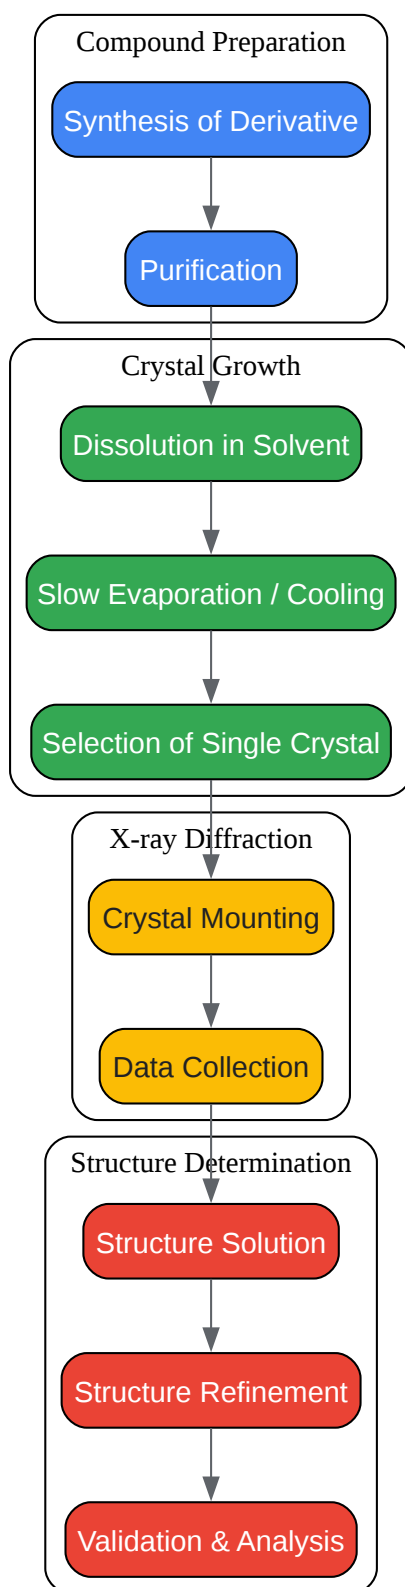 Compound Preparation
Synthesis of Derivative
Purification
Crystal Growth
Dissolution in Solvent
Slow Evaporation / Cooling
Selection of Single Crystal
X-ray Diffraction
Crystal Mounting
Data Collection
Structure Determination
Structure Solution
Structure Refinement
Validation & Analysis